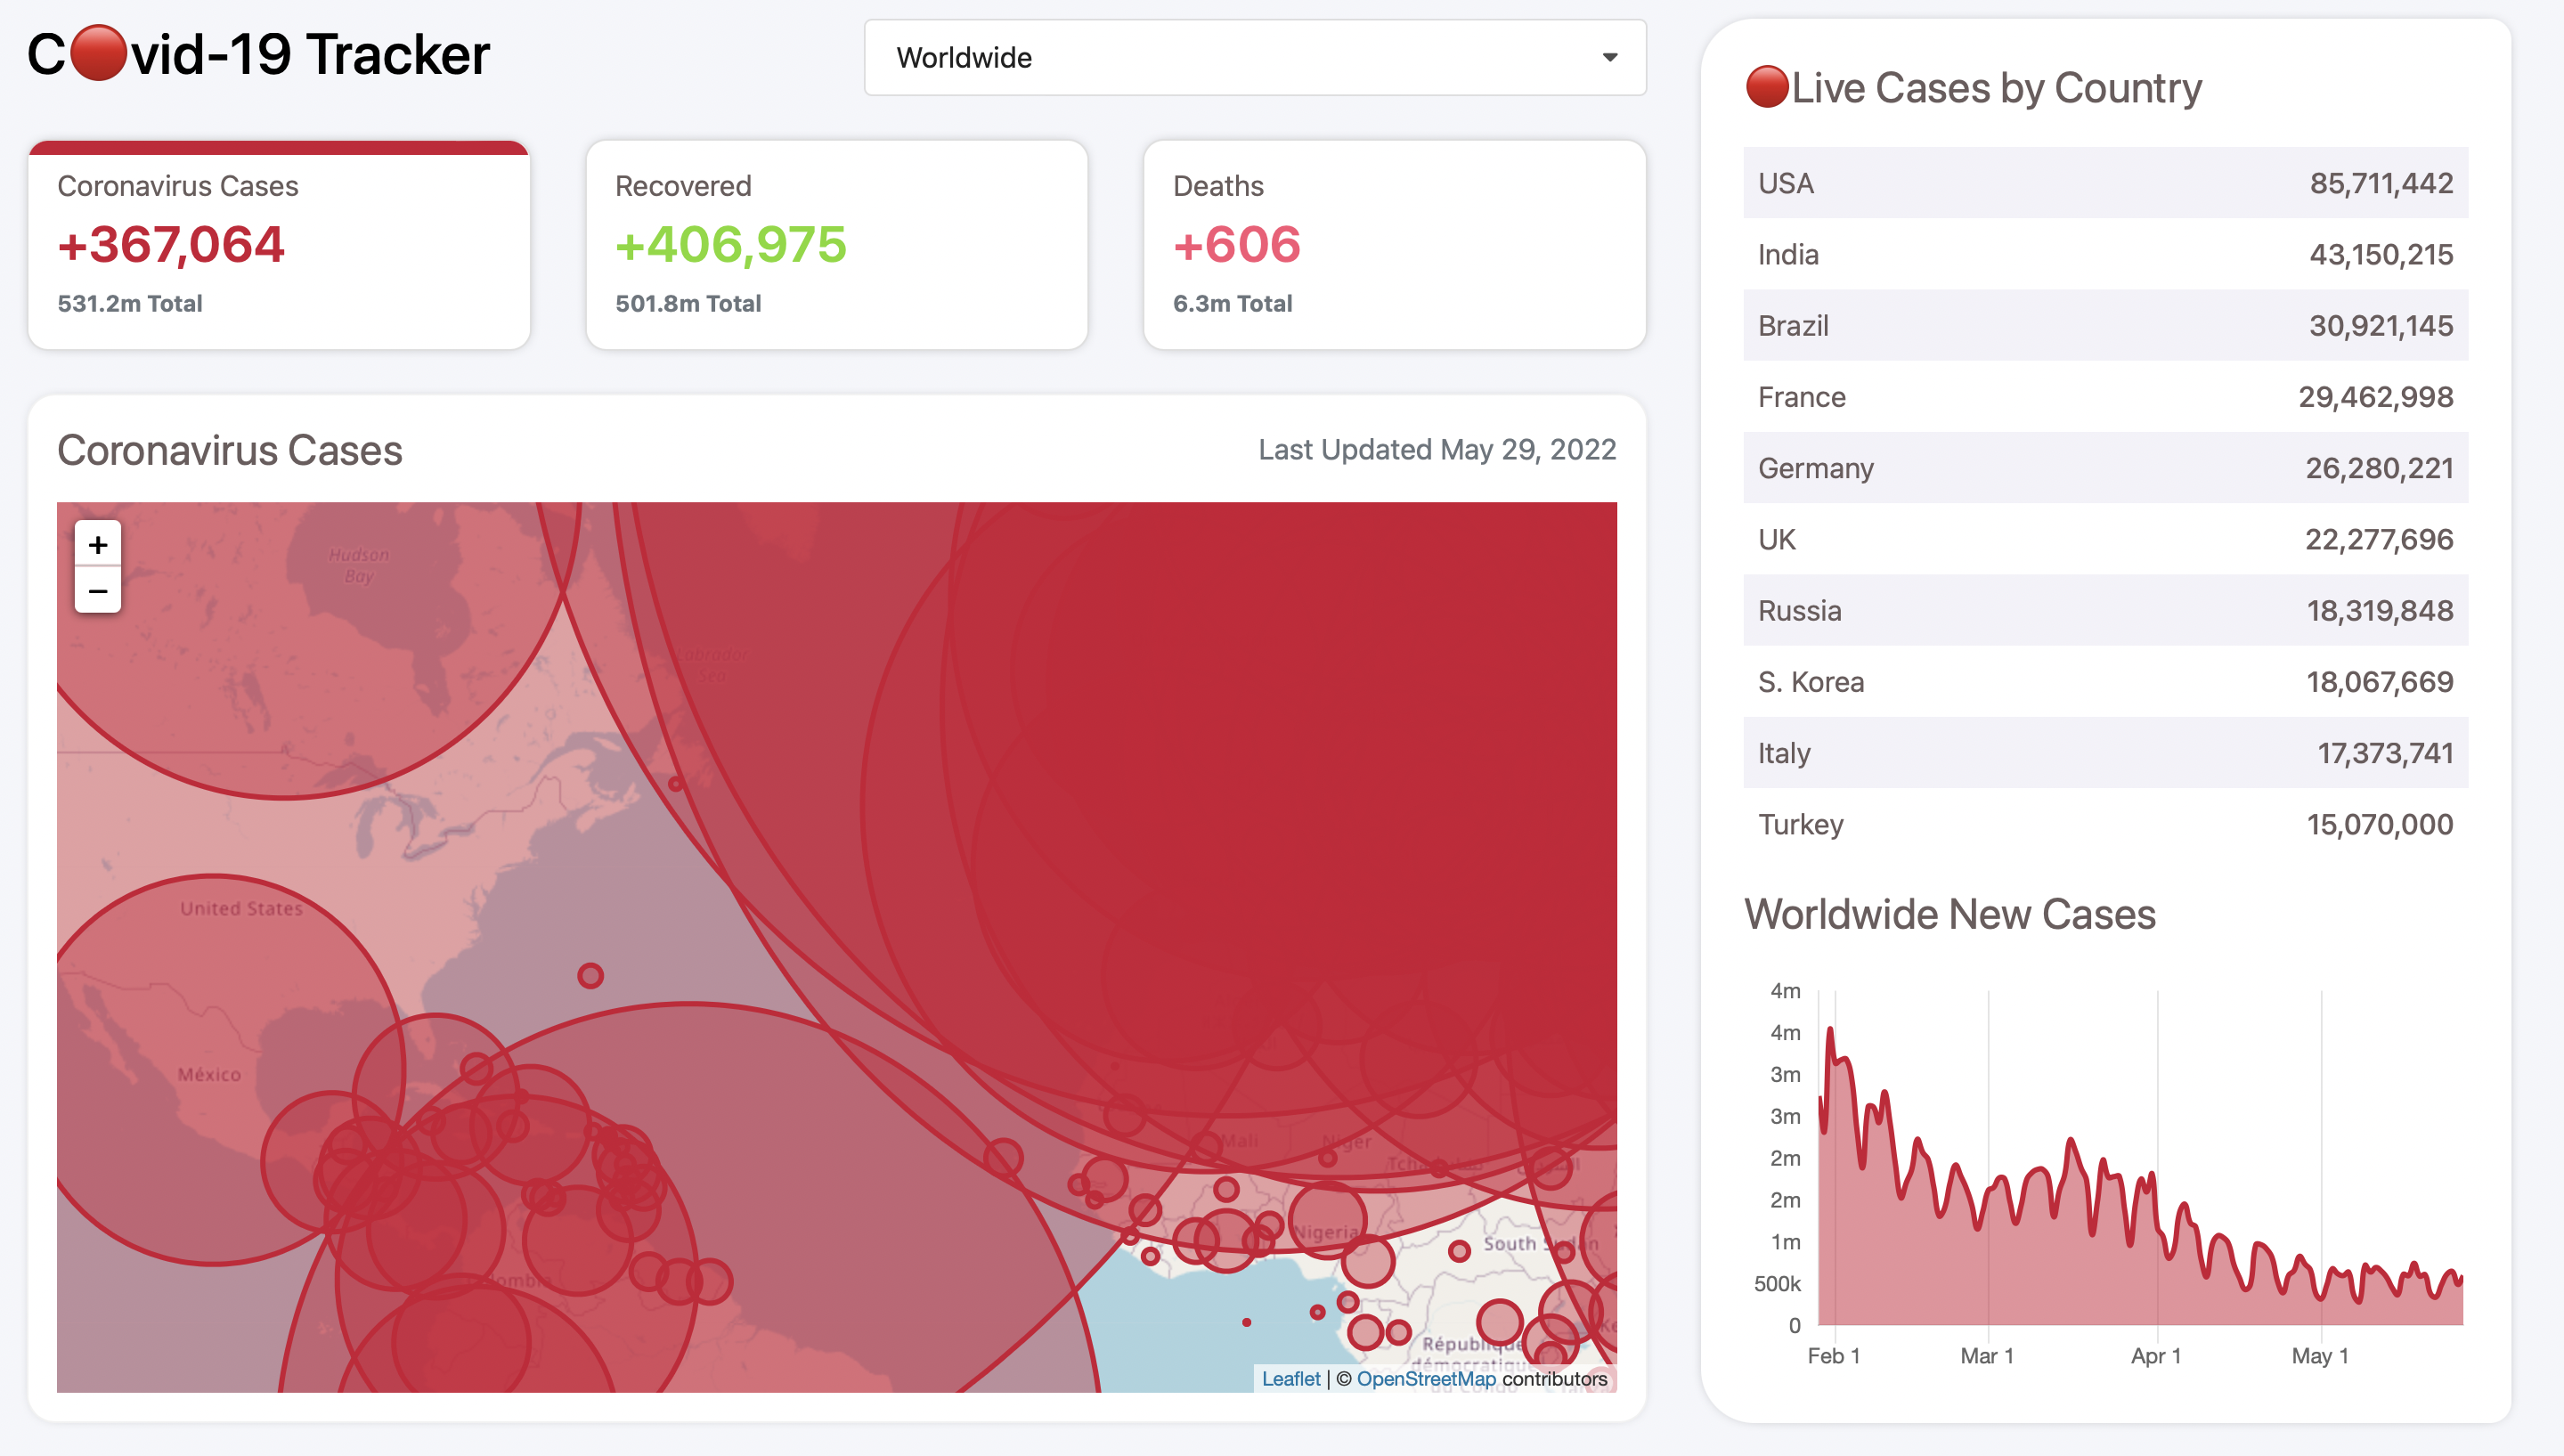 C🔴vid-19 Tracker
Worldwide
Coronavirus Cases
+367,064
531.2m Total
Recovered
+406,975
501.8m Total
Deaths
+606
6.3m Total
Coronavirus Cases
Last Updated May 29, 2022
+
−
Hudson
Bay
Labrador
Sea
United States
México
Mali
Niger
Nigeria
South Sudan
République
démocratique
du Congo
Leaflet | © OpenStreetMap contributors
🔴Live Cases by Country
USA 85,711,442
India 43,150,215
Brazil 30,921,145
France 29,462,998
Germany 26,280,221
UK 22,277,696
Russia 18,319,848
S. Korea 18,067,669
Italy 17,373,741
Turkey 15,070,000
Worldwide New Cases
4m
4m
3m
3m
2m
2m
1m
500k
0
Feb 1 Mar 1 Apr 1 May 1